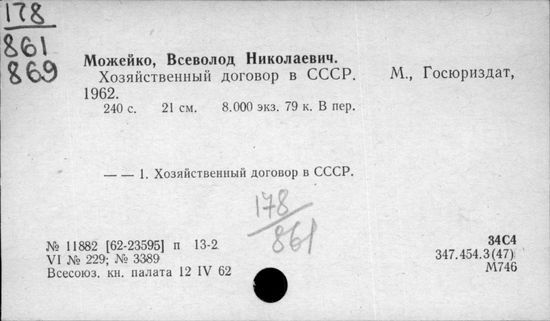 178
861
869
Можейко, Всеволод Николаевич.
Хозяйственный договор в СССР. М., Госюриздат,
1962.
240 с. 21 см. 8.000 экз. 79 к. В пер.
— — 1. Хозяйственный договор в СССР.
178
861
№ 11882 [62-23595] п 13-2
VI № 229; № 3389
Всесоюз. кн. палата 12 IV 62
34С4
347.454.3(47)
М746